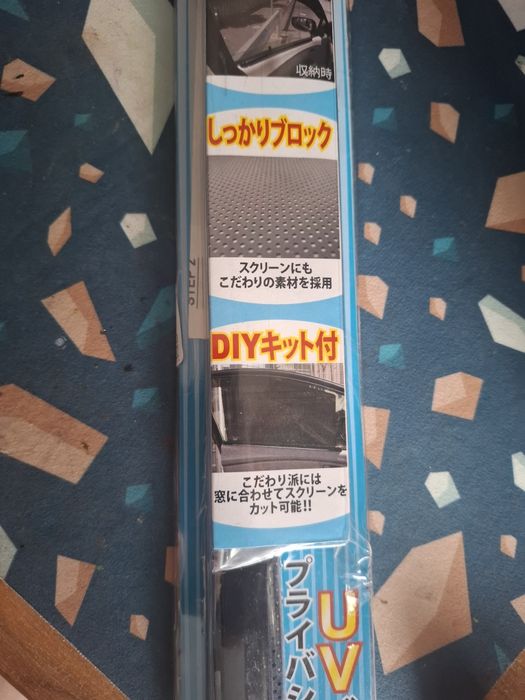 収納時
しっかりブロック
スクリーンにも
こだわりの素材を採用
STEP 2
DIYキット付
こだわり派には
窓に合わせてスクリーンを
カット可能!!
UV
プライバシ